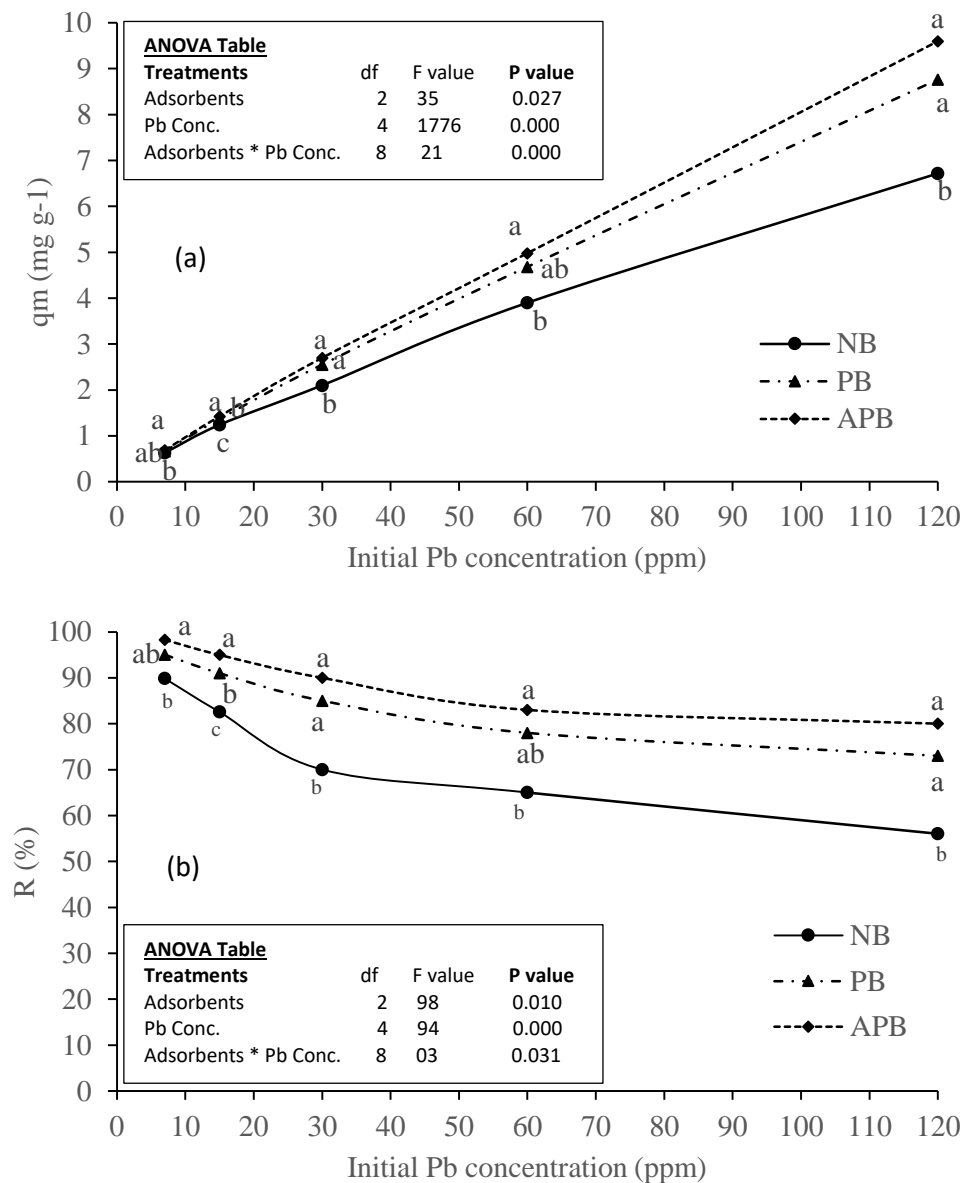 10
9
8
7
6
5
4
3
2
1
0
qm (mg g-1)
ANOVA Table
Treatments df F value P value
Adsorbents 2 35 0.027
Pb Conc. 4 1776 0.000
Adsorbents * Pb Conc. 8 21 0.000
(a)
a
ab
b
a
b
c
a
a
b
a
ab
b
a
a
b
NB
PB
APB
0 10 20 30 40 50 60 70 80 90 100 110 120
Initial Pb concentration (ppm)
100
90
80
70
60
50
40
30
20
10
0
R (%)
a
ab
b
a
b
c
a
a
b
a
ab
b
a
a
b
(b)
ANOVA Table
Treatments df F value P value
Adsorbents 2 98 0.010
Pb Conc. 4 94 0.000
Adsorbents * Pb Conc. 8 03 0.031
NB
PB
APB
0 10 20 30 40 50 60 70 80 90 100 110 120
Initial Pb concentration (ppm)